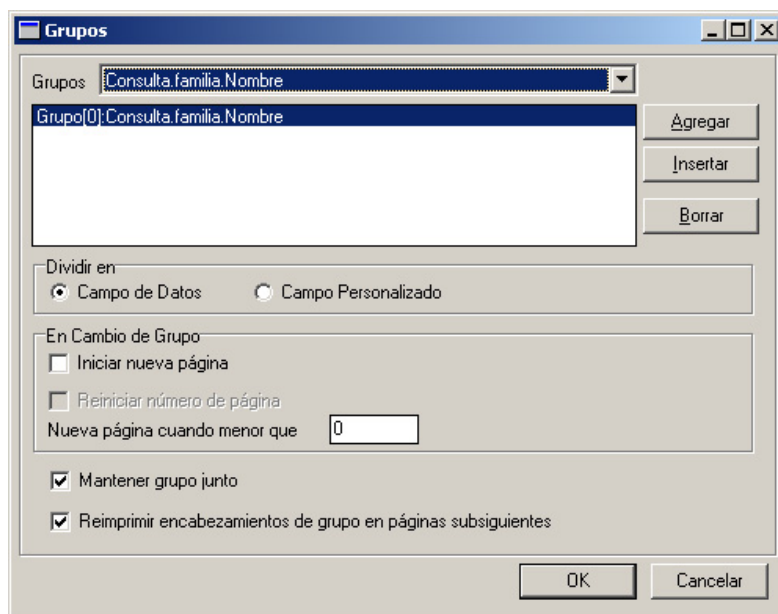 Grupos
Grupos Consulta.familia.Nombre
Grupo[0]:Consulta.familia.Nombre
Agregar
Insertar
Borrar
Dividir en
Campo de Datos Campo Personalizado
En Cambio de Grupo
Iniciar nueva página
Reiniciar número de página
Nueva página cuando menor que 0
Mantener grupo junto
Reimprimir encabezamientos de grupo en páginas subsiguientes
OK Cancelar